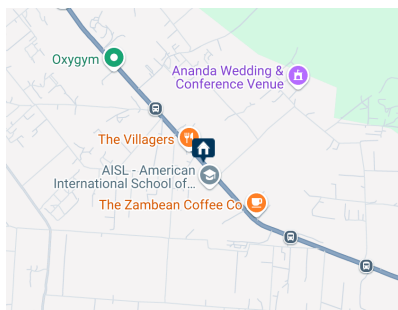 Oxygym
Ananda Wedding &
Conference Venue
The Villagers
AISL - American
International School of...
The Zambean Coffee Co